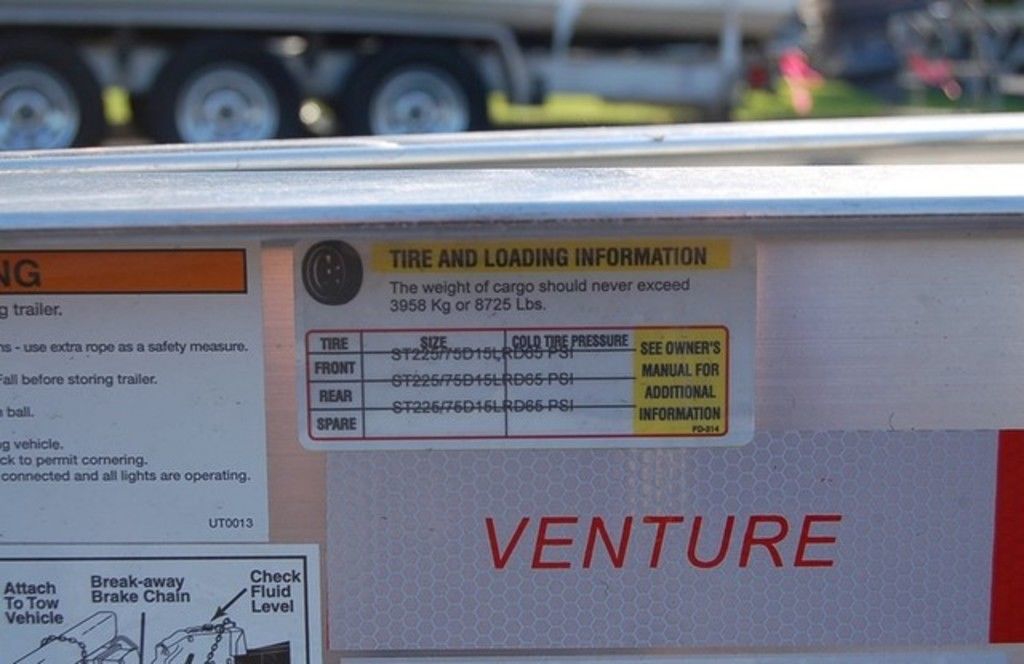 NG
g trailer.
ns - use extra rope as a safety measure.
Fall before storing trailer.
ball.
ng vehicle.
ck to permit cornering.
connected and all lights are operating.
UT0013
TIRE AND LOADING INFORMATION
The weight of cargo should never exceed
3958 Kg or 8725 Lbs.
TIRE SIZE COLD TIRE PRESSURE
ST225/75D15LRD65 PSI
FRONT
ST225/75D15LRD65 PSI
REAR
ST225/75D15LRD65 PSI
SPARE
SEE OWNER'S
MANUAL FOR
ADDITIONAL
INFORMATION
PD-214
VENTURE
Attach
To Tow
Vehicle
Break-away
Brake Chain
Check
Fluid
Level